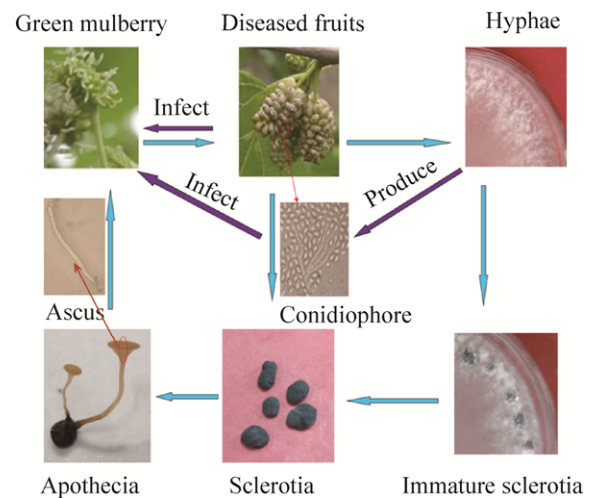 Green mulberry
Diseased fruits
Hyphae
Infect
Infect
Produce
Ascus
Conidiophore
Apothecia
Sclerotia
Immature sclerotia